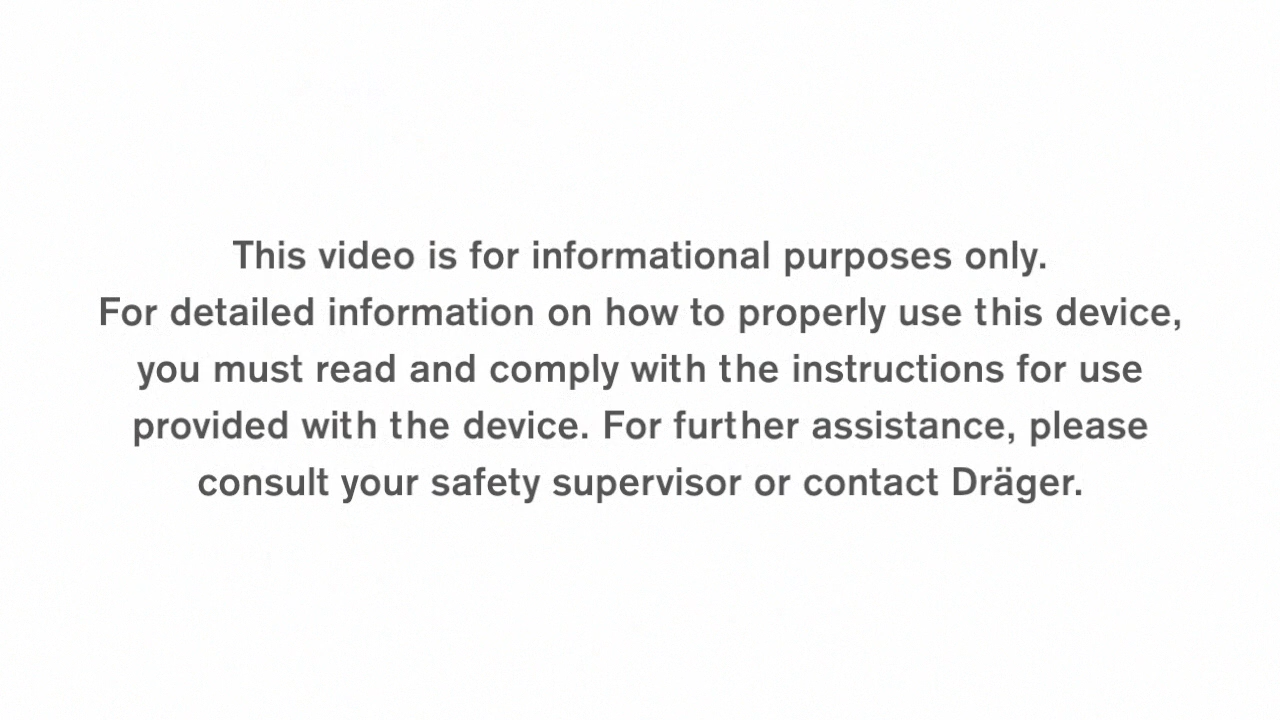 This video is for informational purposes only.
For detailed information on how to properly use this device,
you must read and comply with the instructions for use
provided with the device. For further assistance, please
consult your safety supervisor or contact Dräger.